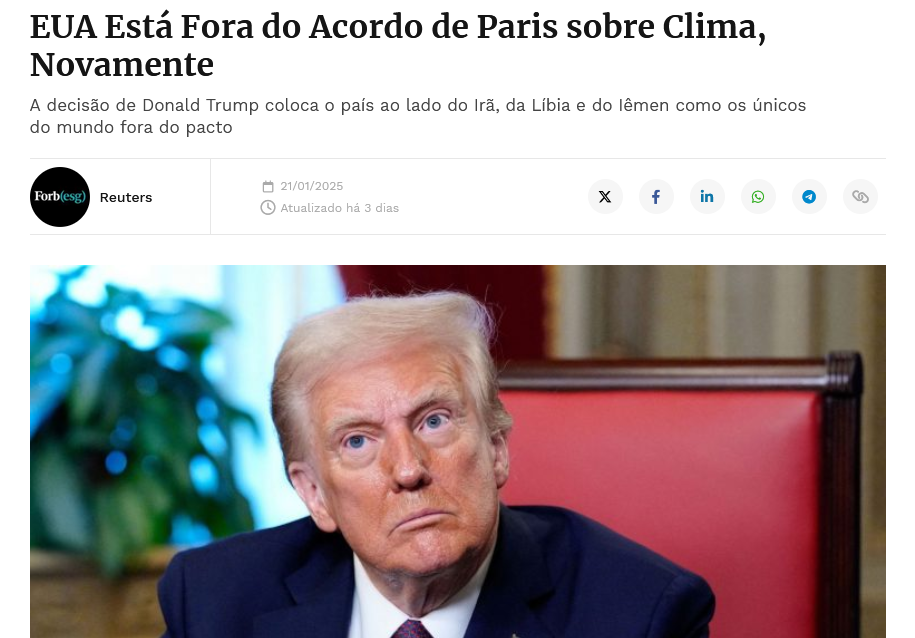 EUA Está Fora do Acordo de Paris sobre Clima,
Novamente
A decisão de Donald Trump coloca o país ao lado do Irã, da Líbia e do Iêmen como os únicos
do mundo fora do pacto
Forb(esg)
Reuters
21/01/2025
Atualizado há 3 dias